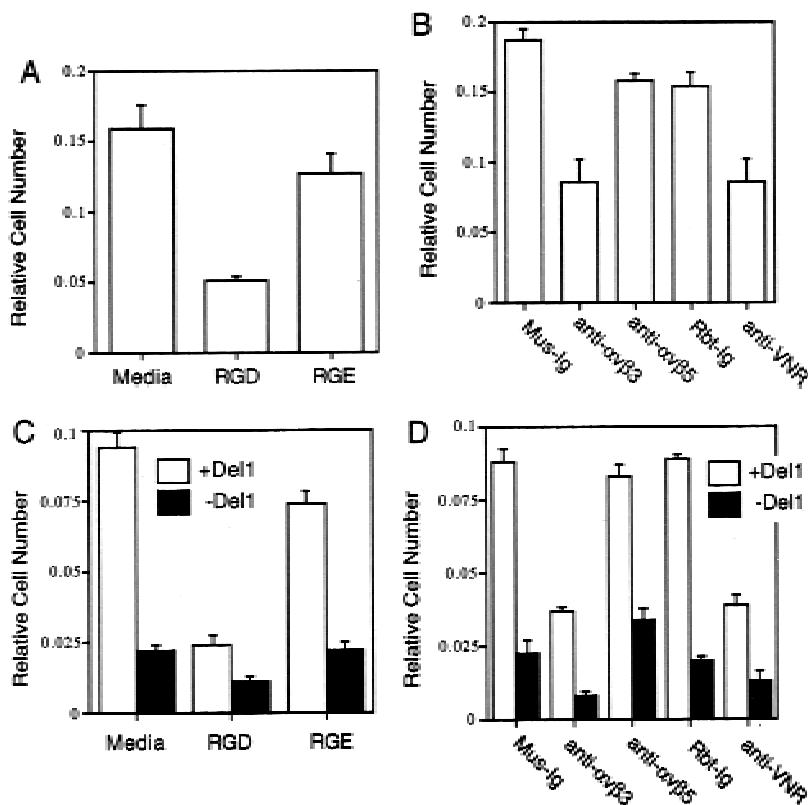 A
Relative Cell Number
0.2
0.15
0.1
0.05
0
Media RGD RGE
B
Relative Cell Number
0.2
0.15
0.1
0.05
0
Mus-Ig anti-αvβ3 anti-αvβ5 Rbt-Ig anti-VNR
C
Relative Cell Number
0.1
0.075
0.05
0.025
0
+Del1
-Del1
Media RGD RGE
D
Relative Cell Number
0.1
0.075
0.05
0.025
0
+Del1
-Del1
Mus-Ig anti-αvβ3 anti-αvβ5 Rbt-Ig anti-VNR